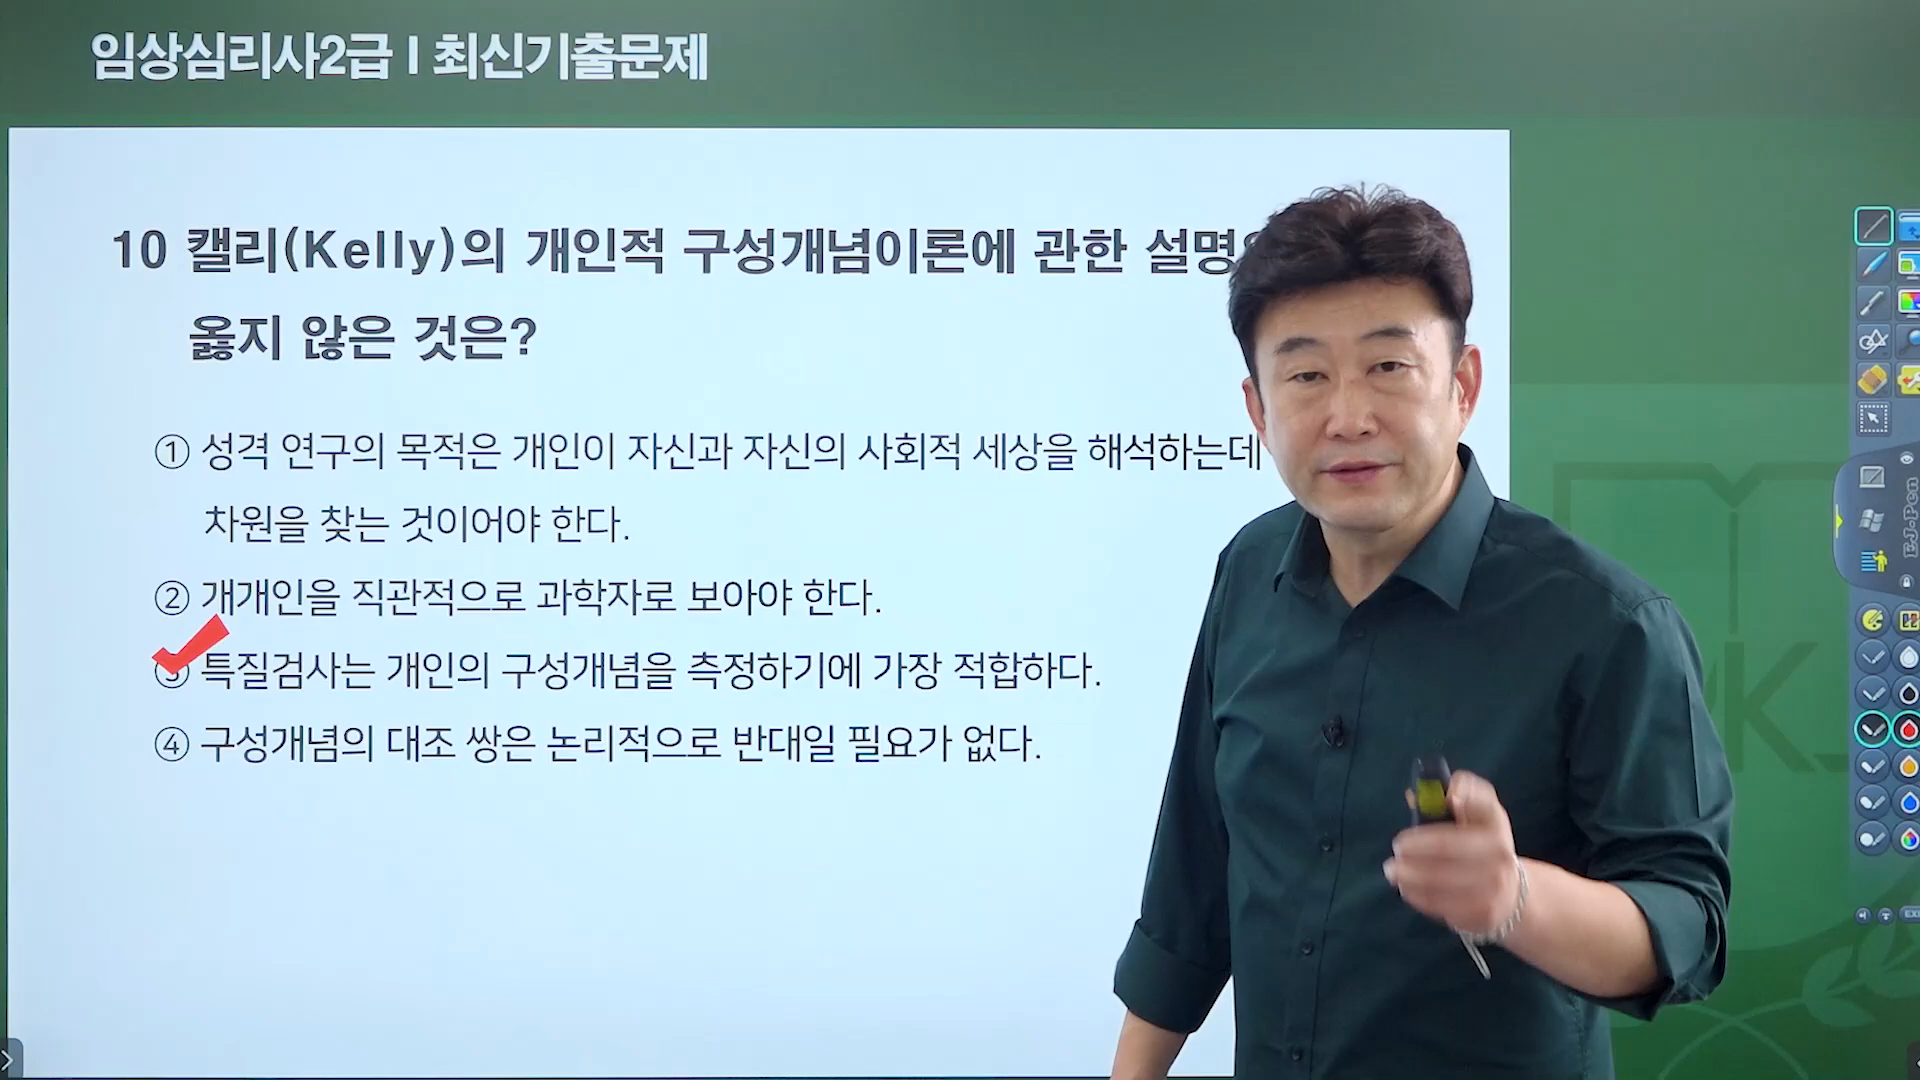 임상심리사2급 | 최신기출문제
10 캘리(Kelly)의 개인적 구성개념이론에 관한 설명
옳지 않은 것은?
① 성격 연구의 목적은 개인이 자신과 자신의 사회적 세상을 해석하는데
차원을 찾는 것이어야 한다.
② 개개인을 직관적으로 과학자로 보아야 한다.
③ 특질검사는 개인의 구성개념을 측정하기에 가장 적합하다.
④ 구성개념의 대조 쌍은 논리적으로 반대일 필요가 없다.
EJ-Pen